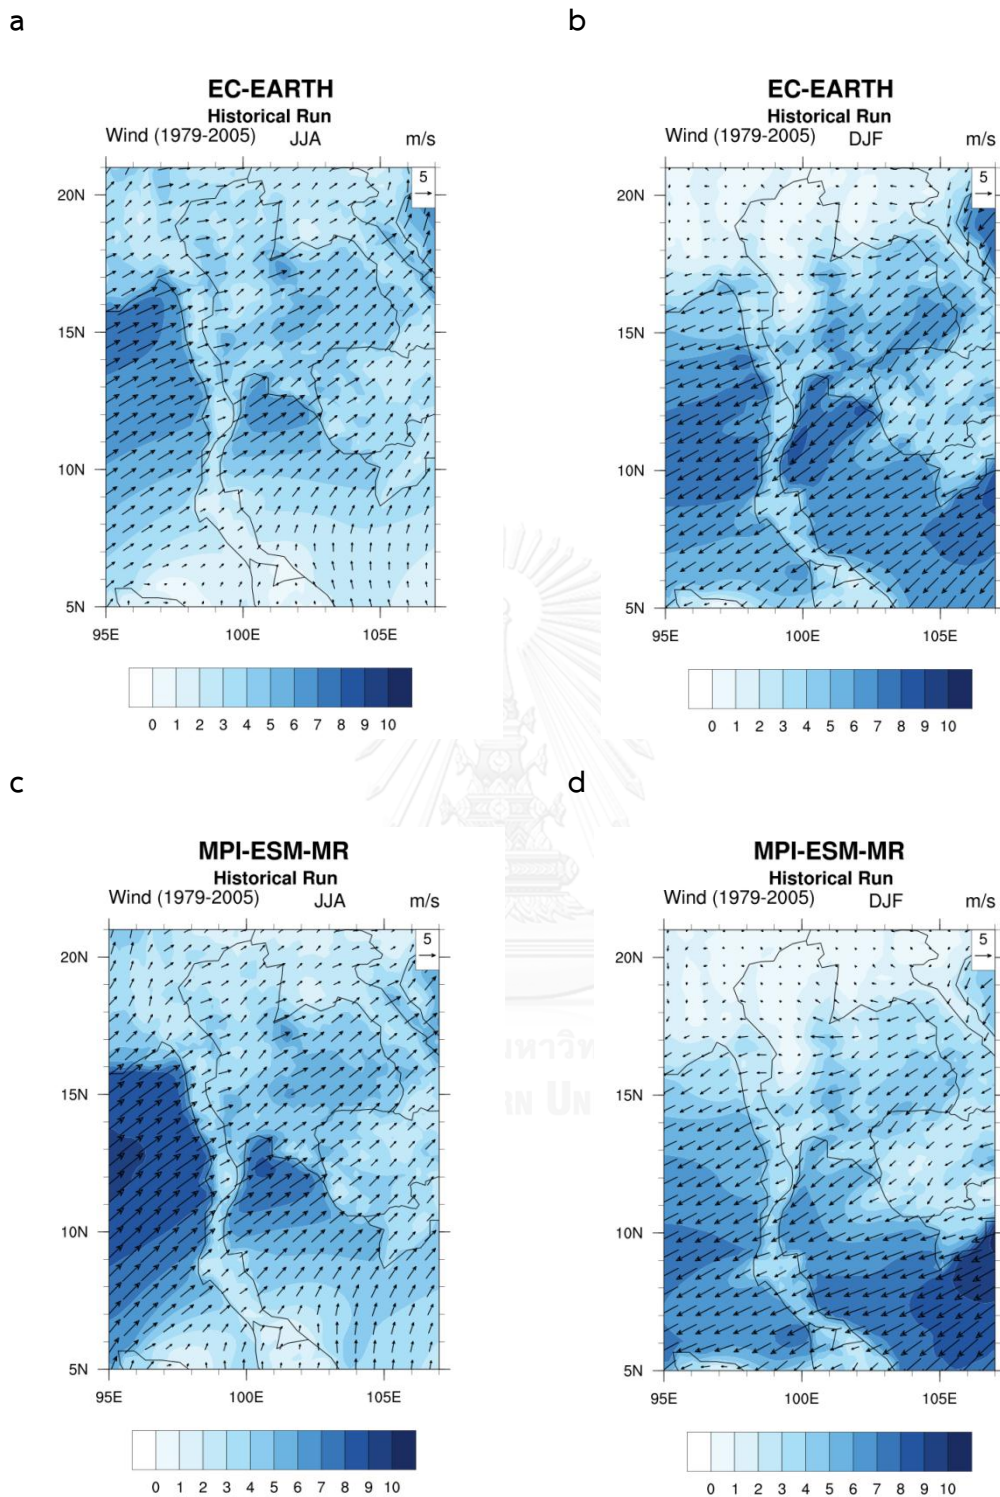 a
b
EC-EARTH
Historical Run
Wind (1979-2005) JJA m/s
5
20N
15N
10N
5N
95E 100E 105E
0 1 2 3 4 5 6 7 8 9 10
EC-EARTH
Historical Run
Wind (1979-2005) DJF m/s
5
20N
15N
10N
5N
95E 100E 105E
0 1 2 3 4 5 6 7 8 9 10
c
d
MPI-ESM-MR
Historical Run
Wind (1979-2005) JJA m/s
5
20N
15N
10N
5N
95E 100E 105E
0 1 2 3 4 5 6 7 8 9 10
MPI-ESM-MR
Historical Run
Wind (1979-2005) DJF m/s
5
20N
15N
10N
5N
95E 100E 105E
0 1 2 3 4 5 6 7 8 9 10